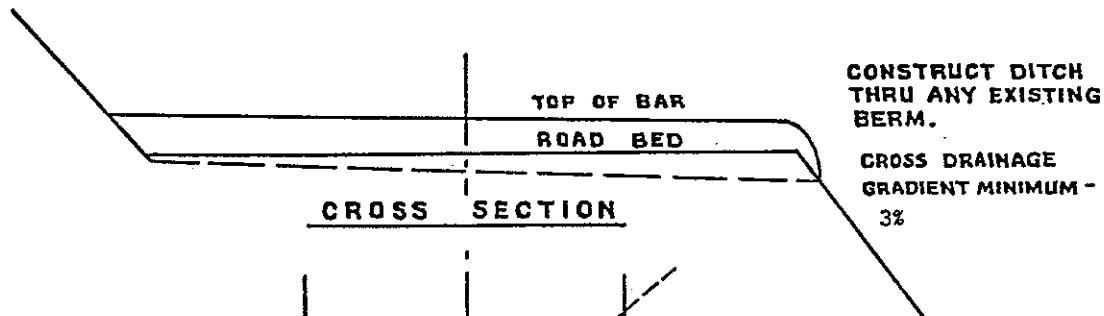 TOP OF BAR
ROAD BED
CROSS SECTION
CONSTRUCT DITCH
THRU ANY EXISTING
BERM.
CROSS DRAINAGE
GRADIENT MINIMUM -
3%